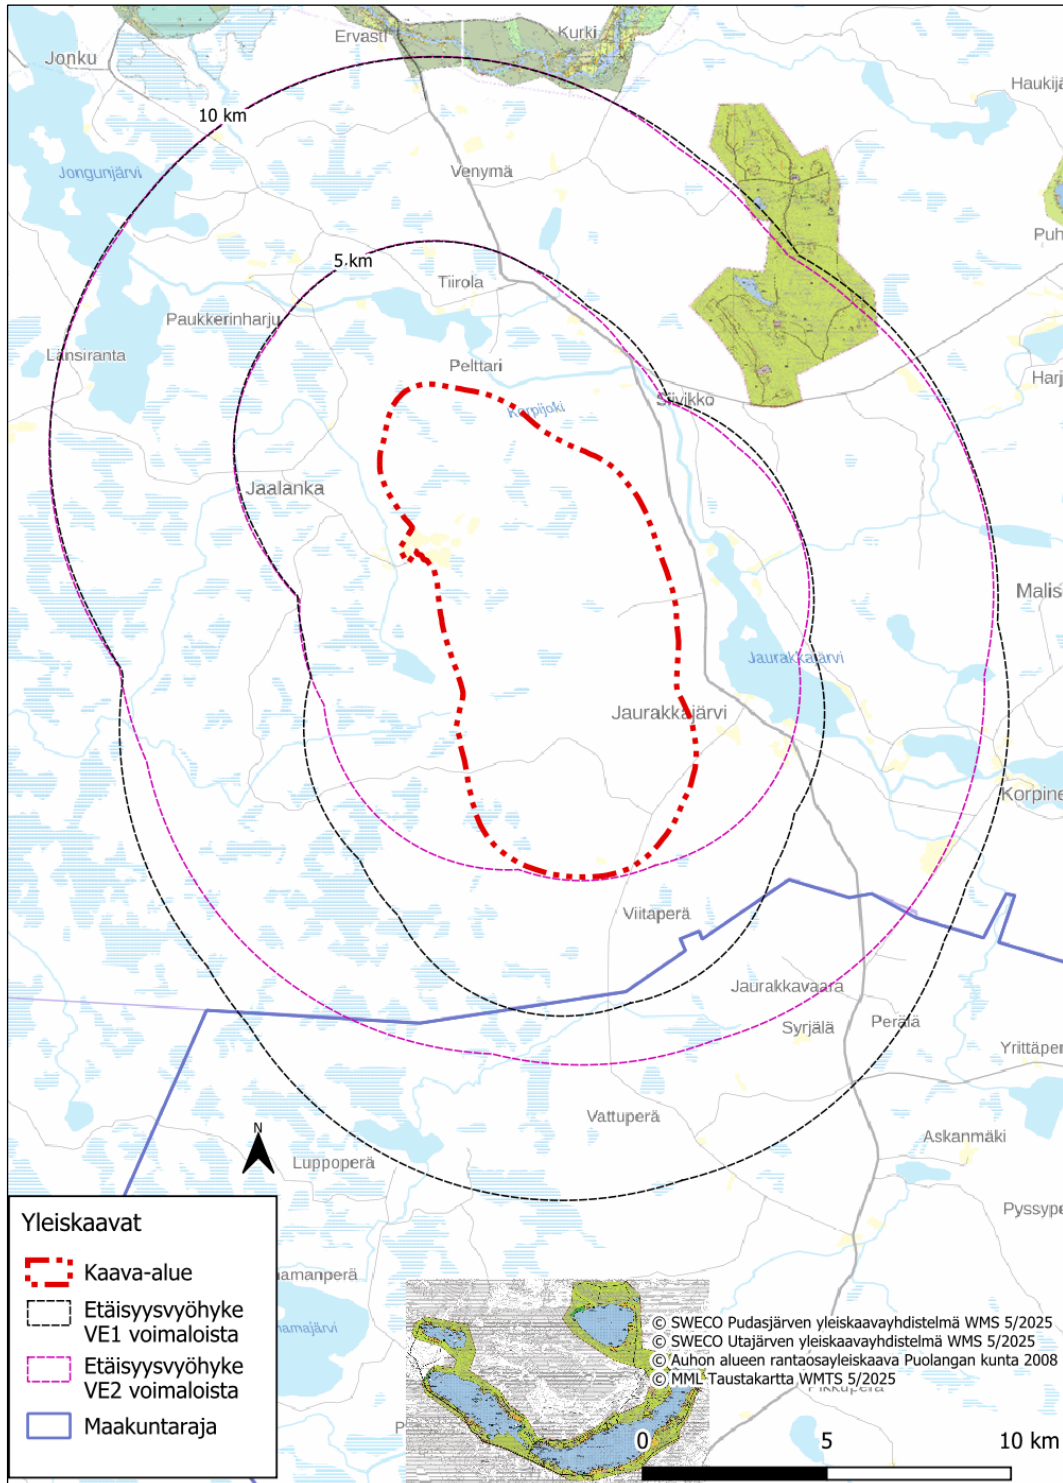 Ervasti
Kurki
Jonku
Haukijä
10 km
Jongunjärvi
Venymä
Puh
5 km
Tiirola
Paukkerinharju
Länsiranta
Pelttari
Harj
Korpijoki
Siivikko
Jaalanka
Malis
Jaurakkajärvi
Jaurakkajärvi
Korpine
Viitaperä
Jaurakkavaara
Syrjälä
Perälä
Yrittäper
Vattuperä
Askanmäki
N
Luppoperä
Pyssype
Yleiskaavat
Kaava-alue
amanperä
Etäisyysvyöhyke
VE1 voimaloista
mamajärvi
© SWECO Pudasjärven yleiskaavayhdistelmä WMS 5/2025
© SWECO Utajärven yleiskaavayhdistelmä WMS 5/2025
© Auhon alueen rantaosayleiskaava Puolangan kunta 2008
© MML Taustakartta WMTS 5/2025
Etäisyysvyöhyke
VE2 voimaloista
Maakuntaraja
P
0 5 10 km